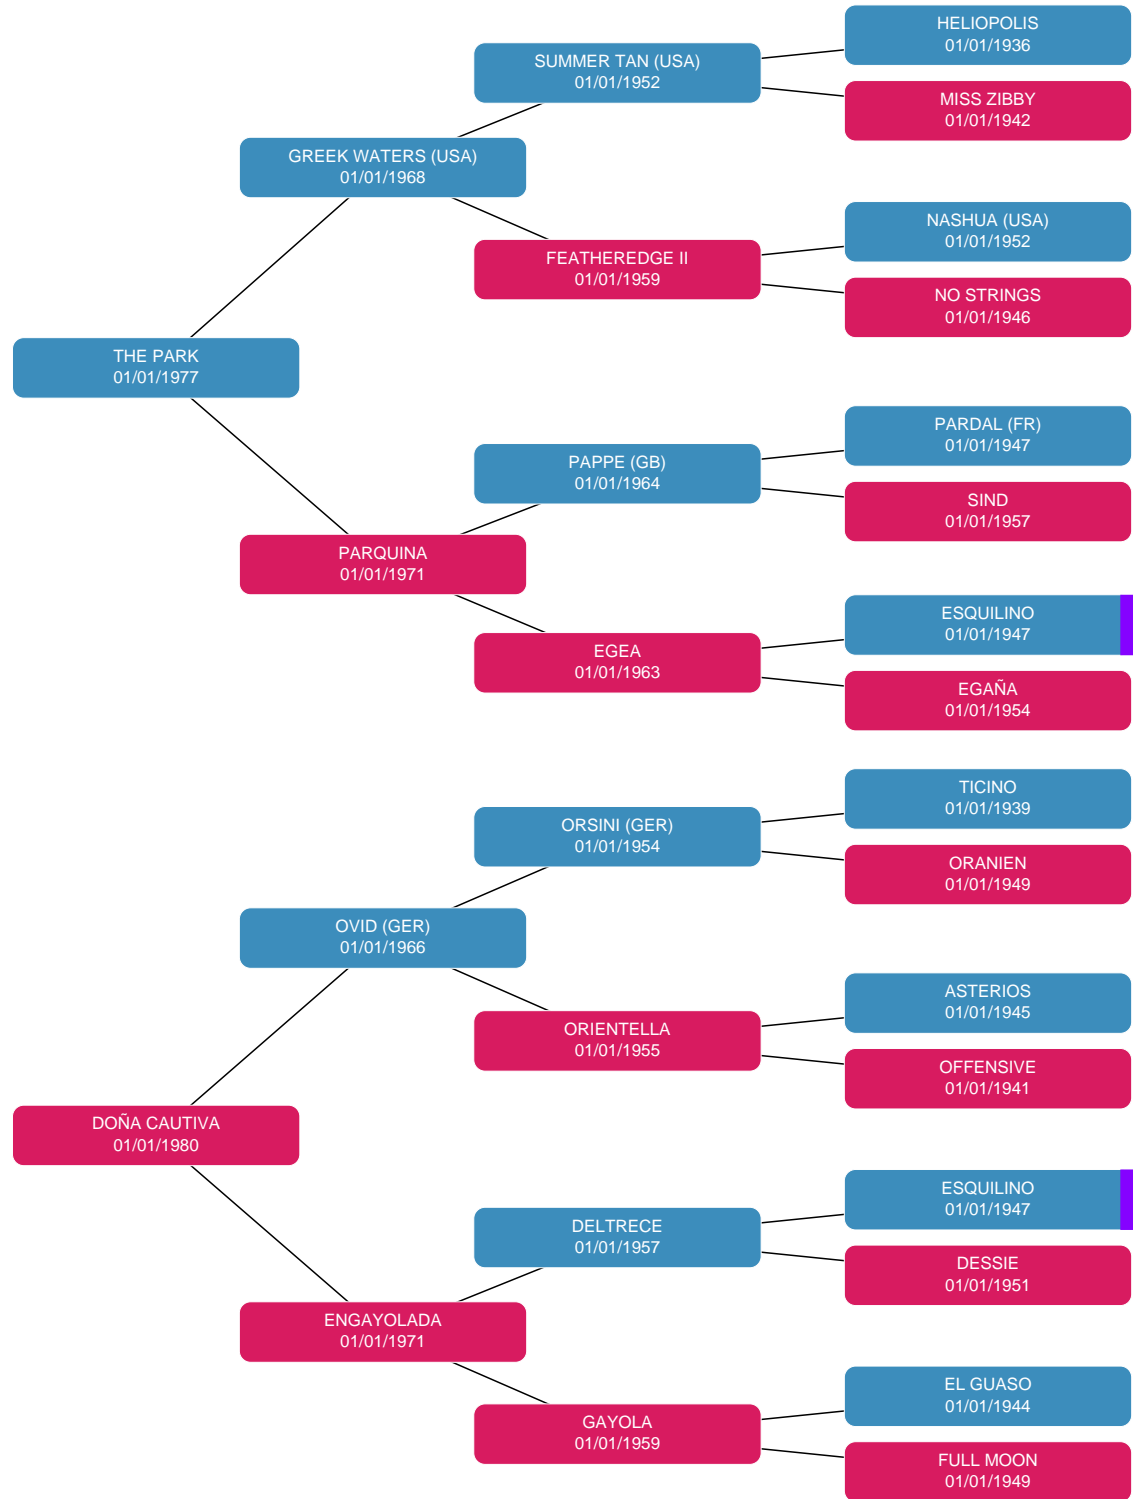 HELIOPOLIS
01/01/1936
SUMMER TAN (USA)
01/01/1952
MISS ZIBBY
01/01/1942
GREEK WATERS (USA)
01/01/1968
NASHUA (USA)
01/01/1952
FEATHEREDGE II
01/01/1959
NO STRINGS
01/01/1946
THE PARK
01/01/1977
PARDAL (FR)
01/01/1947
PAPPE (GB)
01/01/1964
SIND
01/01/1957
PARQUINA
01/01/1971
ESQUILINO
01/01/1947
EGEA
01/01/1963
EGAÑA
01/01/1954
TICINO
01/01/1939
ORSINI (GER)
01/01/1954
ORANIEN
01/01/1949
OVID (GER)
01/01/1966
ASTERIOS
01/01/1945
ORIENTELLA
01/01/1955
OFFENSIVE
01/01/1941
DOÑA CAUTIVA
01/01/1980
ESQUILINO
01/01/1947
DELTRECE
01/01/1957
DESSIE
01/01/1951
ENGAYOLADA
01/01/1971
EL GUASO
01/01/1944
GAYOLA
01/01/1959
FULL MOON
01/01/1949